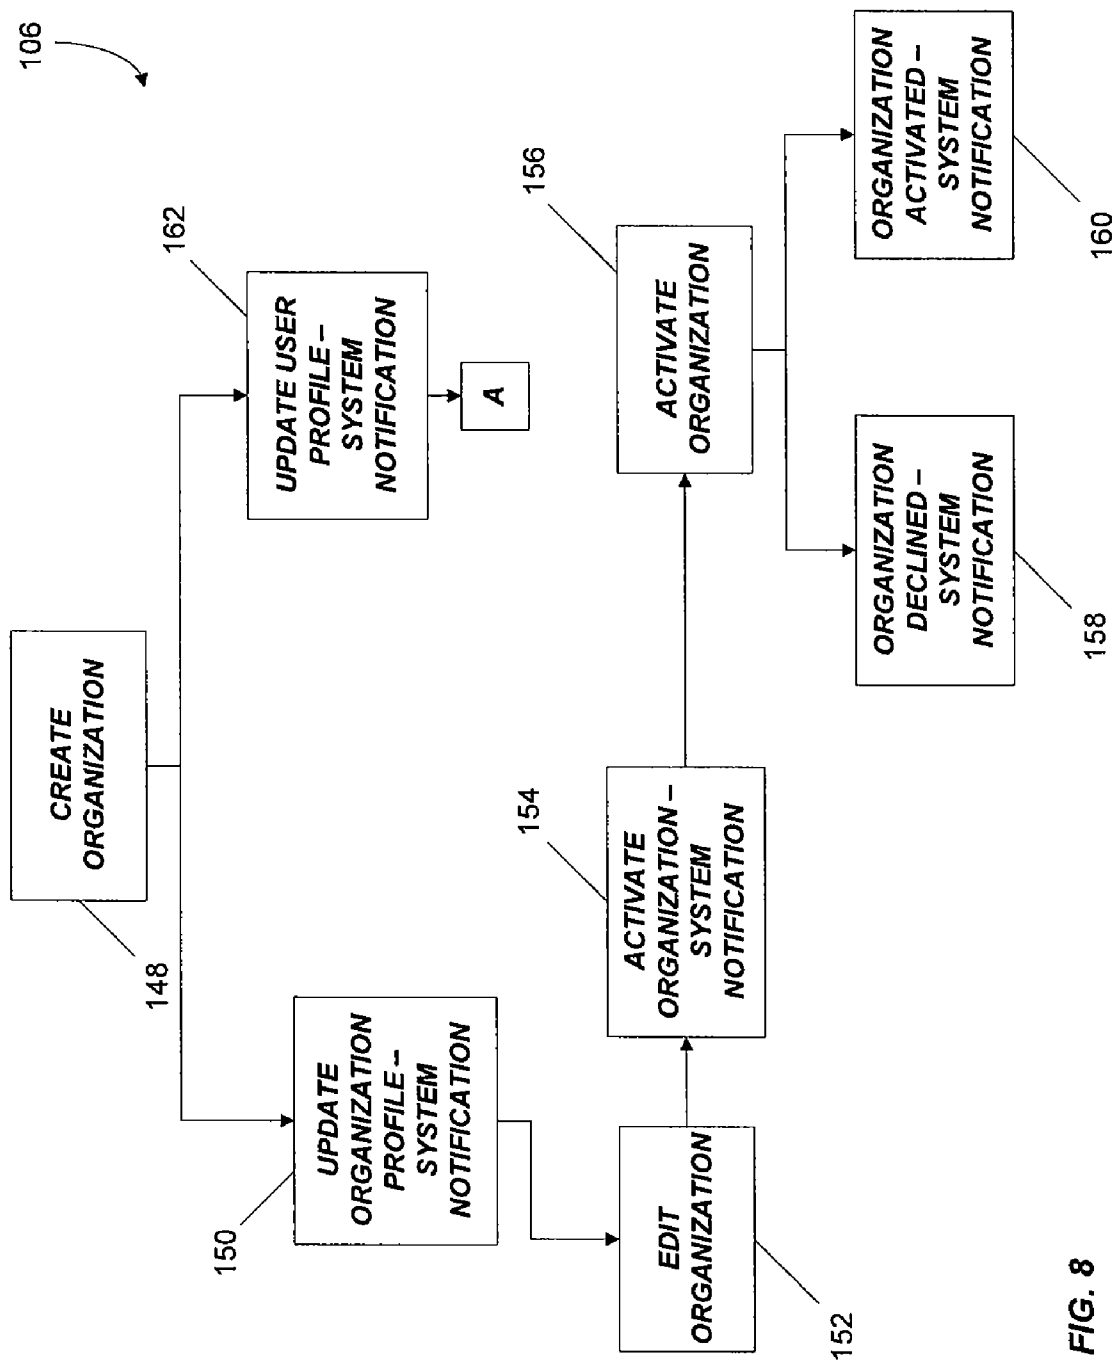 106
CREATE
ORGANIZATION
148
UPDATE
ORGANIZATION
PROFILE–
SYSTEM
NOTIFICATION
150
UPDATE USER
PROFILE–
SYSTEM
NOTIFICATION
162
A
EDIT
ORGANIZATION
152
ACTIVATE
ORGANIZATION–
SYSTEM
NOTIFICATION
154
ACTIVATE
ORGANIZATION
156
ORGANIZATION
DECLINED–
SYSTEM
NOTIFICATION
158
ORGANIZATION
ACTIVATED–
SYSTEM
NOTIFICATION
160
FIG. 8